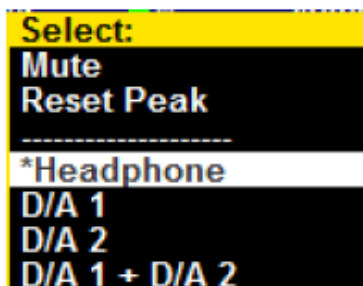 Select:
Mute
Reset Peak
--------------------
*Headphone
D/A 1
D/A 2
D/A 1 + D/A 2